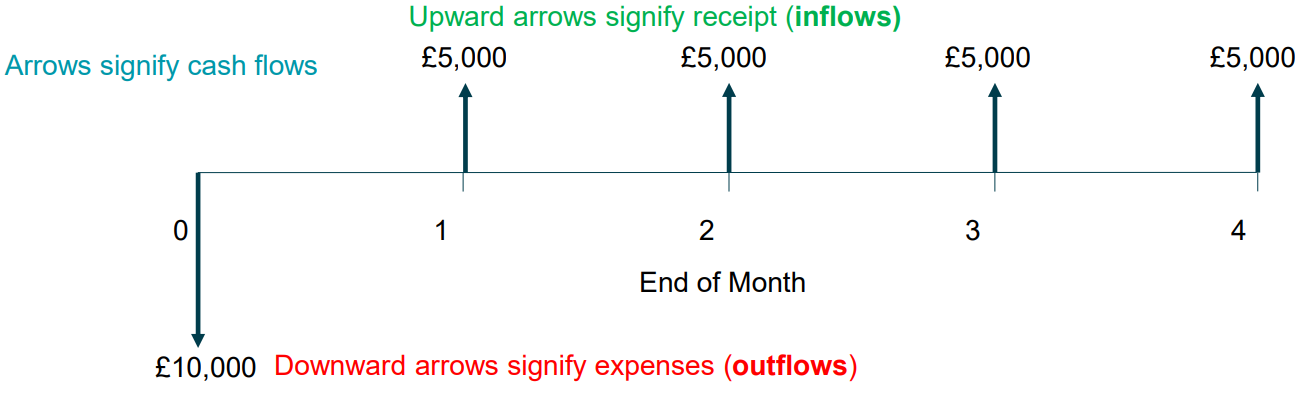 Upward arrows signify receipt (inflows)
Arrows signify cash flows
£5,000
£5,000
£5,000
£5,000
0
1
2
3
4
End of Month
£10,000
Downward arrows signify expenses (outflows)